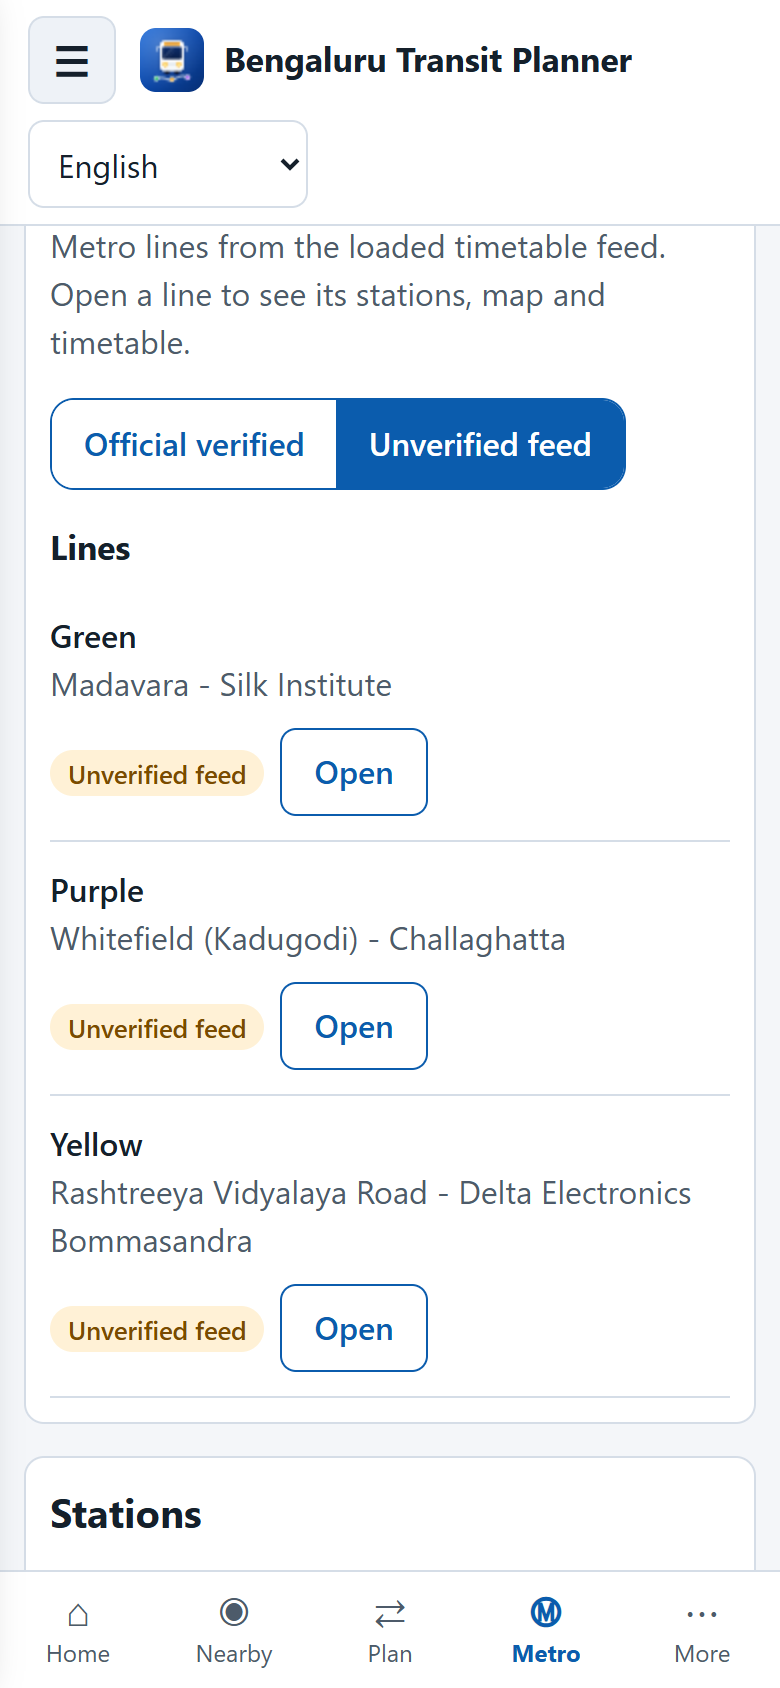 ☰
Bengaluru Transit Planner
English
Metro lines from the loaded timetable feed.
Open a line to see its stations, map and
timetable.
Official verified
Unverified feed
Lines
Green
Madavara - Silk Institute
Unverified feed
Open
Purple
Whitefield (Kadugodi) - Challaghatta
Unverified feed
Open
Yellow
Rashtreeya Vidyalaya Road - Delta Electronics
Bommasandra
Unverified feed
Open
Stations
Home
Nearby
Plan
Ⓜ
Metro
More